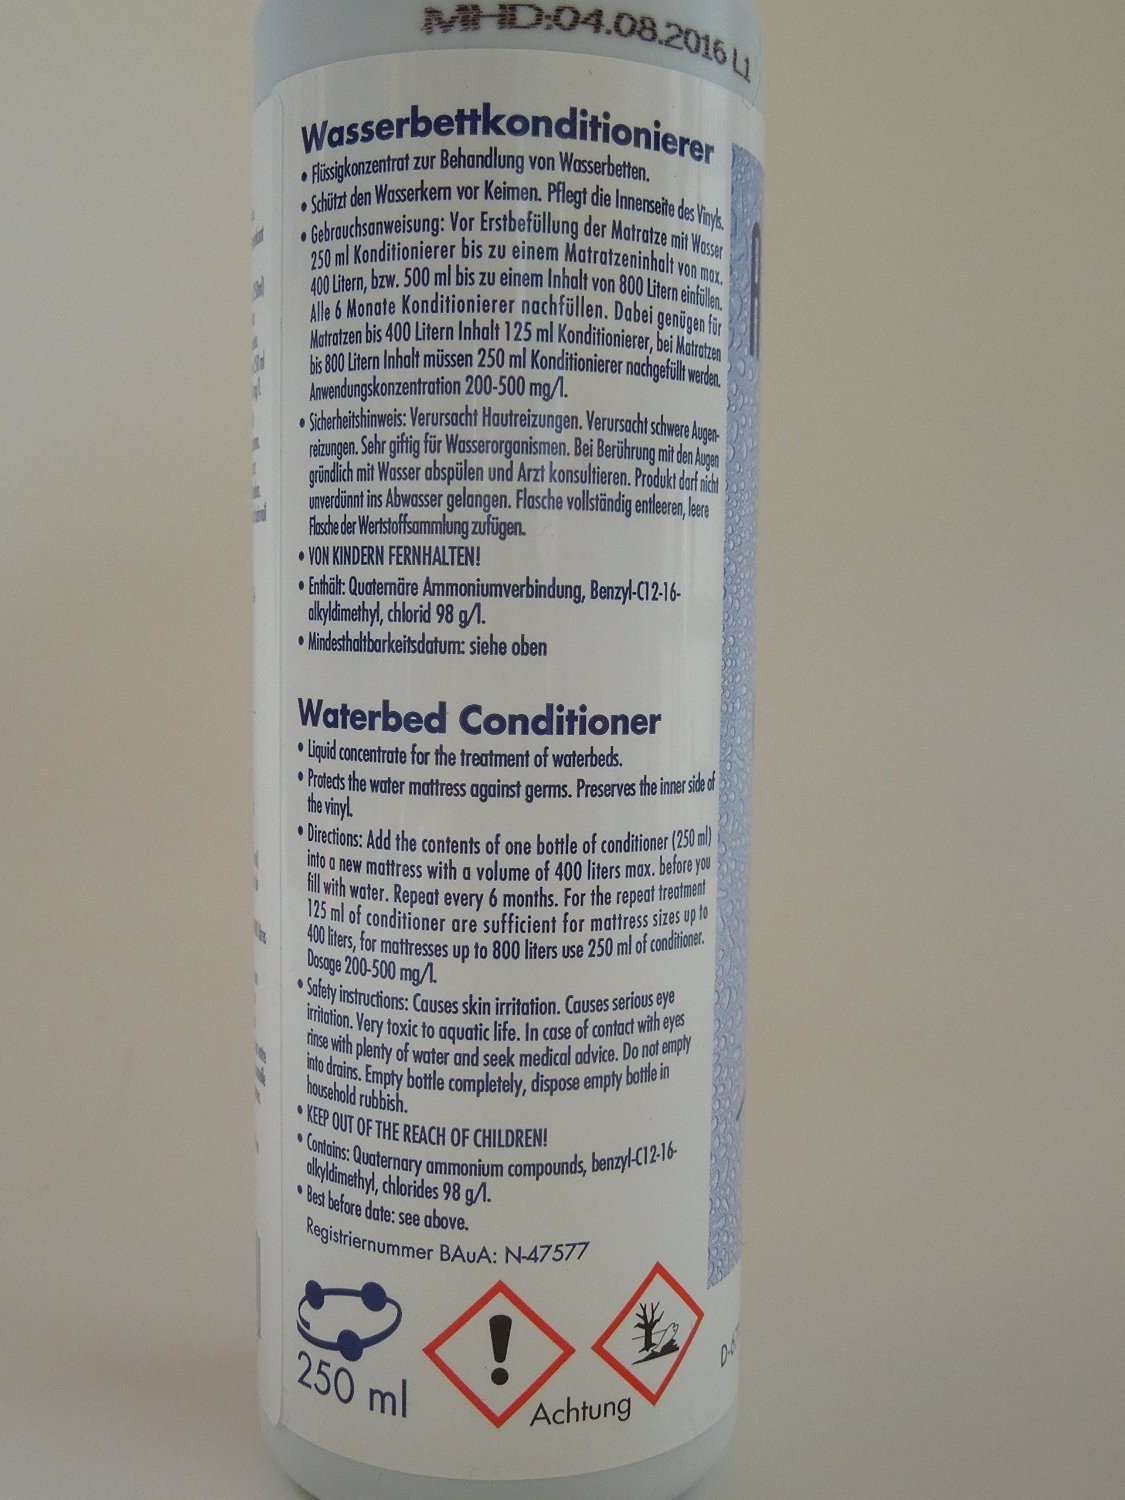 MHD:04.08.2016 L1
Wasserbettkonditionierer
• Flüssigkonzentrat zur Behandlung von Wasserbetten.
• Schützt den Wasserkern vor Keimen. Pflegt die Innenseite des Vinyls.
• Gebrauchsanweisung: Vor Erstbefüllung der Matratze mit Wasser
250 ml Konditionierer bis zu einem Matratzeninhalt von max.
400 Litern, bzw. 500 ml bis zu einem Inhalt von 800 Litern einfüllen.
Alle 6 Monate Konditionierer nachfüllen. Dabei genügen für
Matratzen bis 400 Litern Inhalt 125 ml Konditionierer, bei Matratzen
bis 800 Litern Inhalt müssen 250 ml Konditionierer nachgefüllt werden.
Anwendungskonzentration 200-500 mg/l.
• Sicherheitshinweis: Verursacht Hautreizungen. Verursacht schwere Augen-
reizungen. Sehr giftig für Wasserorganismen. Bei Berührung mit den Augen
gründlich mit Wasser abspülen und Arzt konsultieren. Produkt darf nicht
unverdünnt ins Abwasser gelangen. Flasche vollständig entleeren, leere
Flasche der Wertstoffsammlung zufügen.
• VON KINDERN FERNHALTEN!
• Enthält: Quaternäre Ammoniumverbindung, Benzyl-C12-16-
alkyldimethyl, chlorid 98 g/l.
• Mindesthaltbarkeitsdatum: siehe oben
Waterbed Conditioner
• Liquid concentrate for the treatment of waterbeds.
• Protects the water mattress against germs. Preserves the inner side of
the vinyl.
• Directions: Add the contents of one bottle of conditioner (250 ml)
into a new mattress with a volume of 400 liters max. before you
fill with water. Repeat every 6 months. For the repeat treatment
125 ml of conditioner are sufficient for mattress sizes up to
400 liters, for mattresses up to 800 liters use 250 ml of conditioner.
Dosage 200-500 mg/l.
• Safety instructions: Causes skin irritation. Causes serious eye
irritation. Very toxic to aquatic life. In case of contact with eyes
rinse with plenty of water and seek medical advice. Do not empty
into drains. Empty bottle completely, dispose empty bottle in
household rubbish.
• KEEP OUT OF THE REACH OF CHILDREN!
• Contains: Quaternary ammonium compounds, benzyl-C12-16-
alkyldimethyl, chlorides 98 g/l.
• Best before date: see above.
Registriernummer BAuA: N-47577
250 ml
Achtung